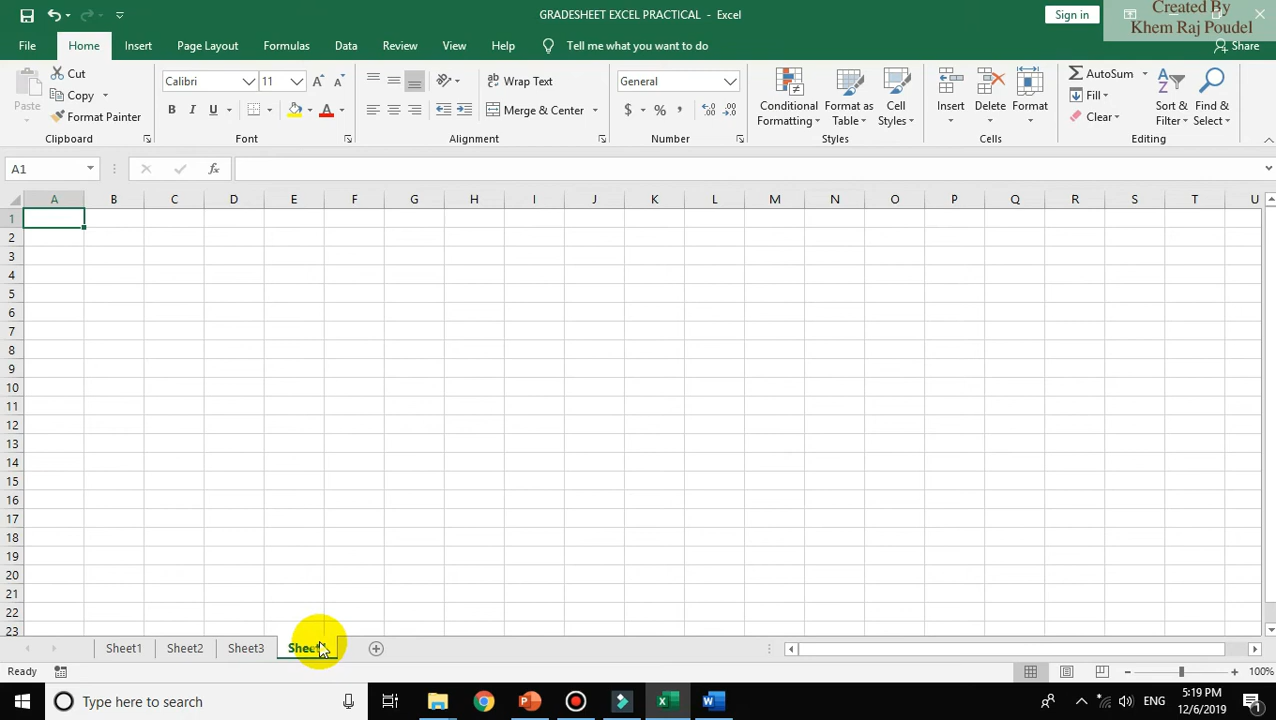 GRADESHEET EXCEL PRACTICAL - Excel
Sign in
Created By
Khem Raj Poudel
File Home Insert Page Layout Formulas Data Review View Help Tell me what you want to do Share
Cut
Copy
Format Painter
Paste
Clipboard
Calibri 11
B I U A
Font
Wrap Text
Merge & Center
Alignment
General
$ % ,
Number
Conditional
Formatting
Format as
Table
Cell
Styles
Styles
Insert Delete Format
Cells
AutoSum
Fill
Clear
Sort &
Filter
Find &
Select
Editing
A1 fx
A B C D E F G H I J K L M N O P Q R S T U
1
2
3
4
5
6
7
8
9
10
11
12
13
14
15
16
17
18
19
20
21
22
23
Sheet1 Sheet2 Sheet3
Ready 100%
Type here to search ENG
5:19 PM
12/6/2019
1